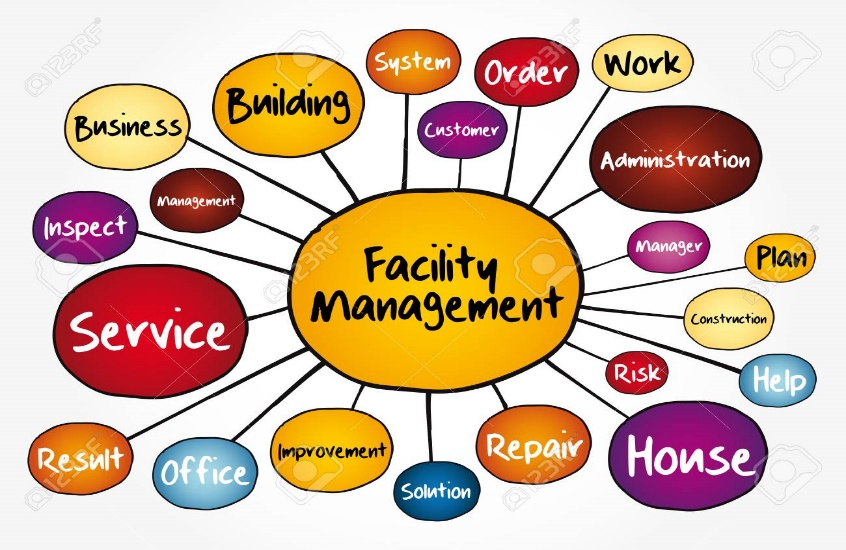 System
Order
Work
Building
Business
Customer
Administration
Management
Inspect
Manager
Plan
Facility
Management
Service
Construction
Risk
Help
Result
Office
Improvement
Solution
Repair
House
123RF